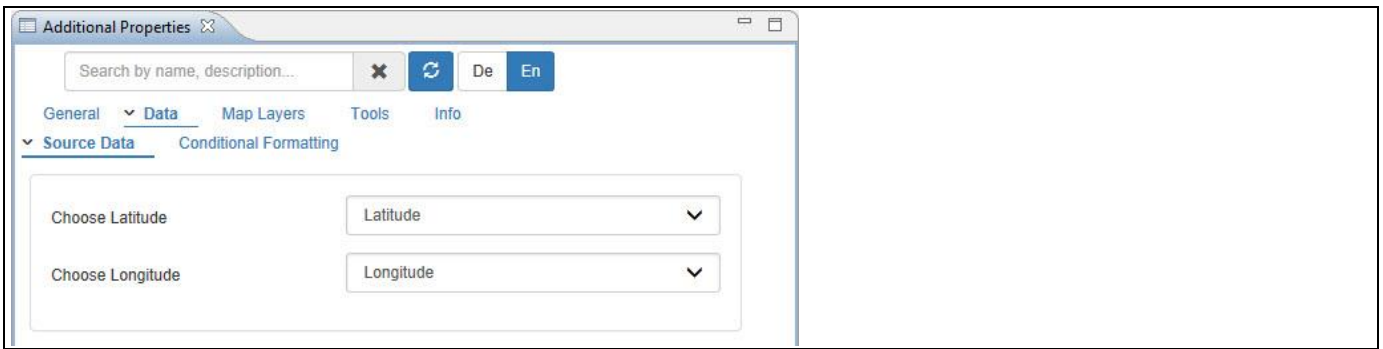 Additional Properties
Search by name, description... De En
General Data Map Layers Tools Info
Source Data Conditional Formatting
Choose Latitude Latitude
Choose Longitude Longitude